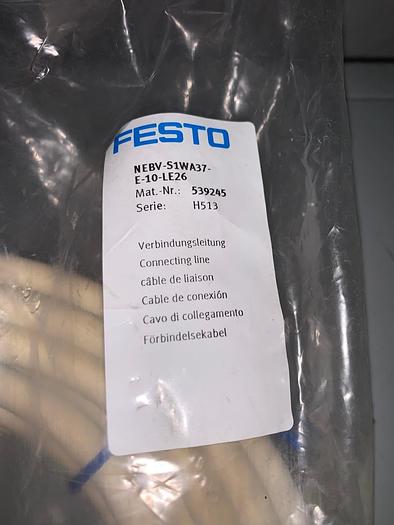 FESTO
NEBV-S1WA37-
E-10-LE26
Mat.-Nr.: 539245
Serie: H513
Verbindungsleitung
Connecting line
câble de liaison
Cable de conexión
Cavo di collegamento
Förbindelsekabel